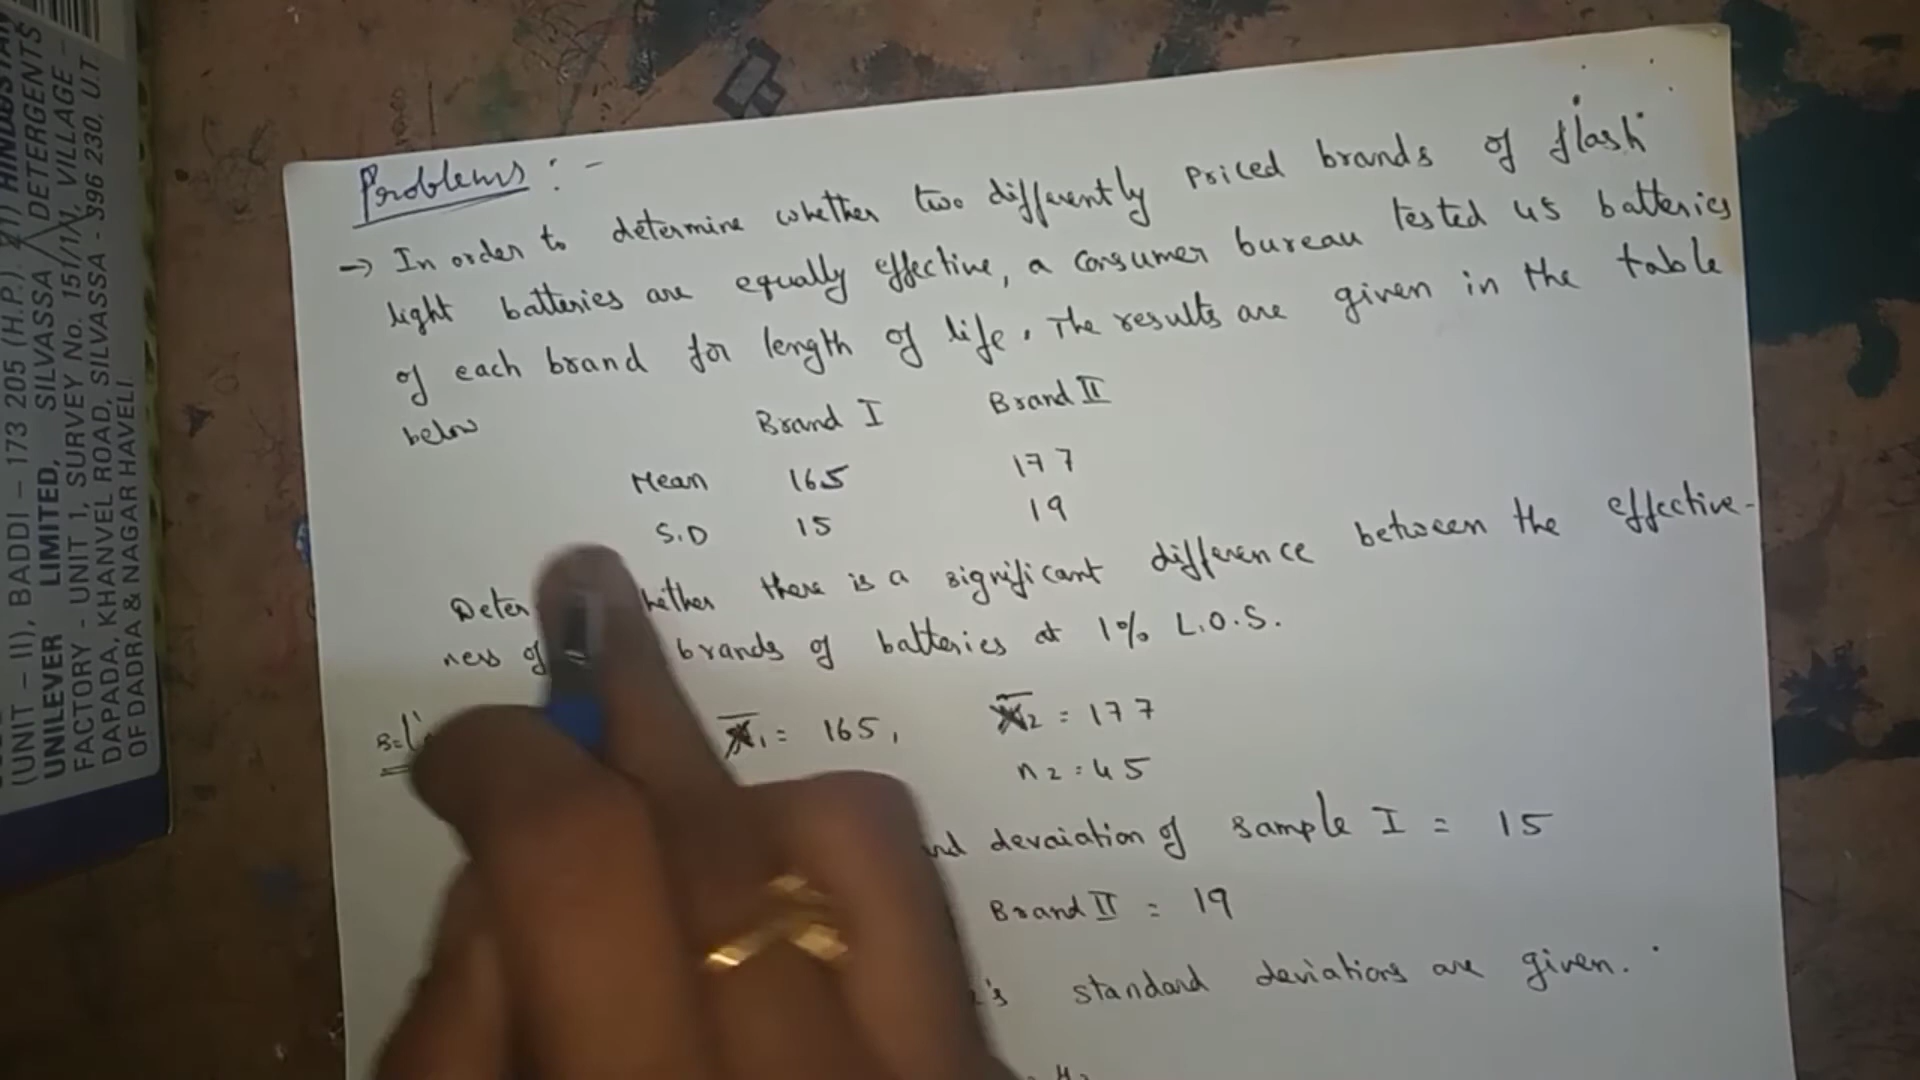 (UNIT – II), BADDI – 173 205 (H.P.).
UNILEVER LIMITED, SILVASSA
FACTORY - UNIT 1, SURVEY No. 151/1/1, VILLAGE -
DAPADA, KHANVEL ROAD, SILVASSA - 396 230, U.T
OF DADRA & NAGAR HAVELI
DETERGENTS
Problems : -
→ In order to determine whether two differently Priced brands of flash
light batteries are equally effective, a consumer bureau tested 45 batteries
of each brand for length of life. The results are given in the table
below
Brand I Brand II
Mean 165 177
S.D 15 19
Deter hether there is a significant difference between the effective-
ness of brands of batteries at 1% L.O.S.
X̅1 = 165, X̅2 = 177
n2 = 45
nd devaiation of sample I = 15
Brand II = 19
's standard deviations are given.